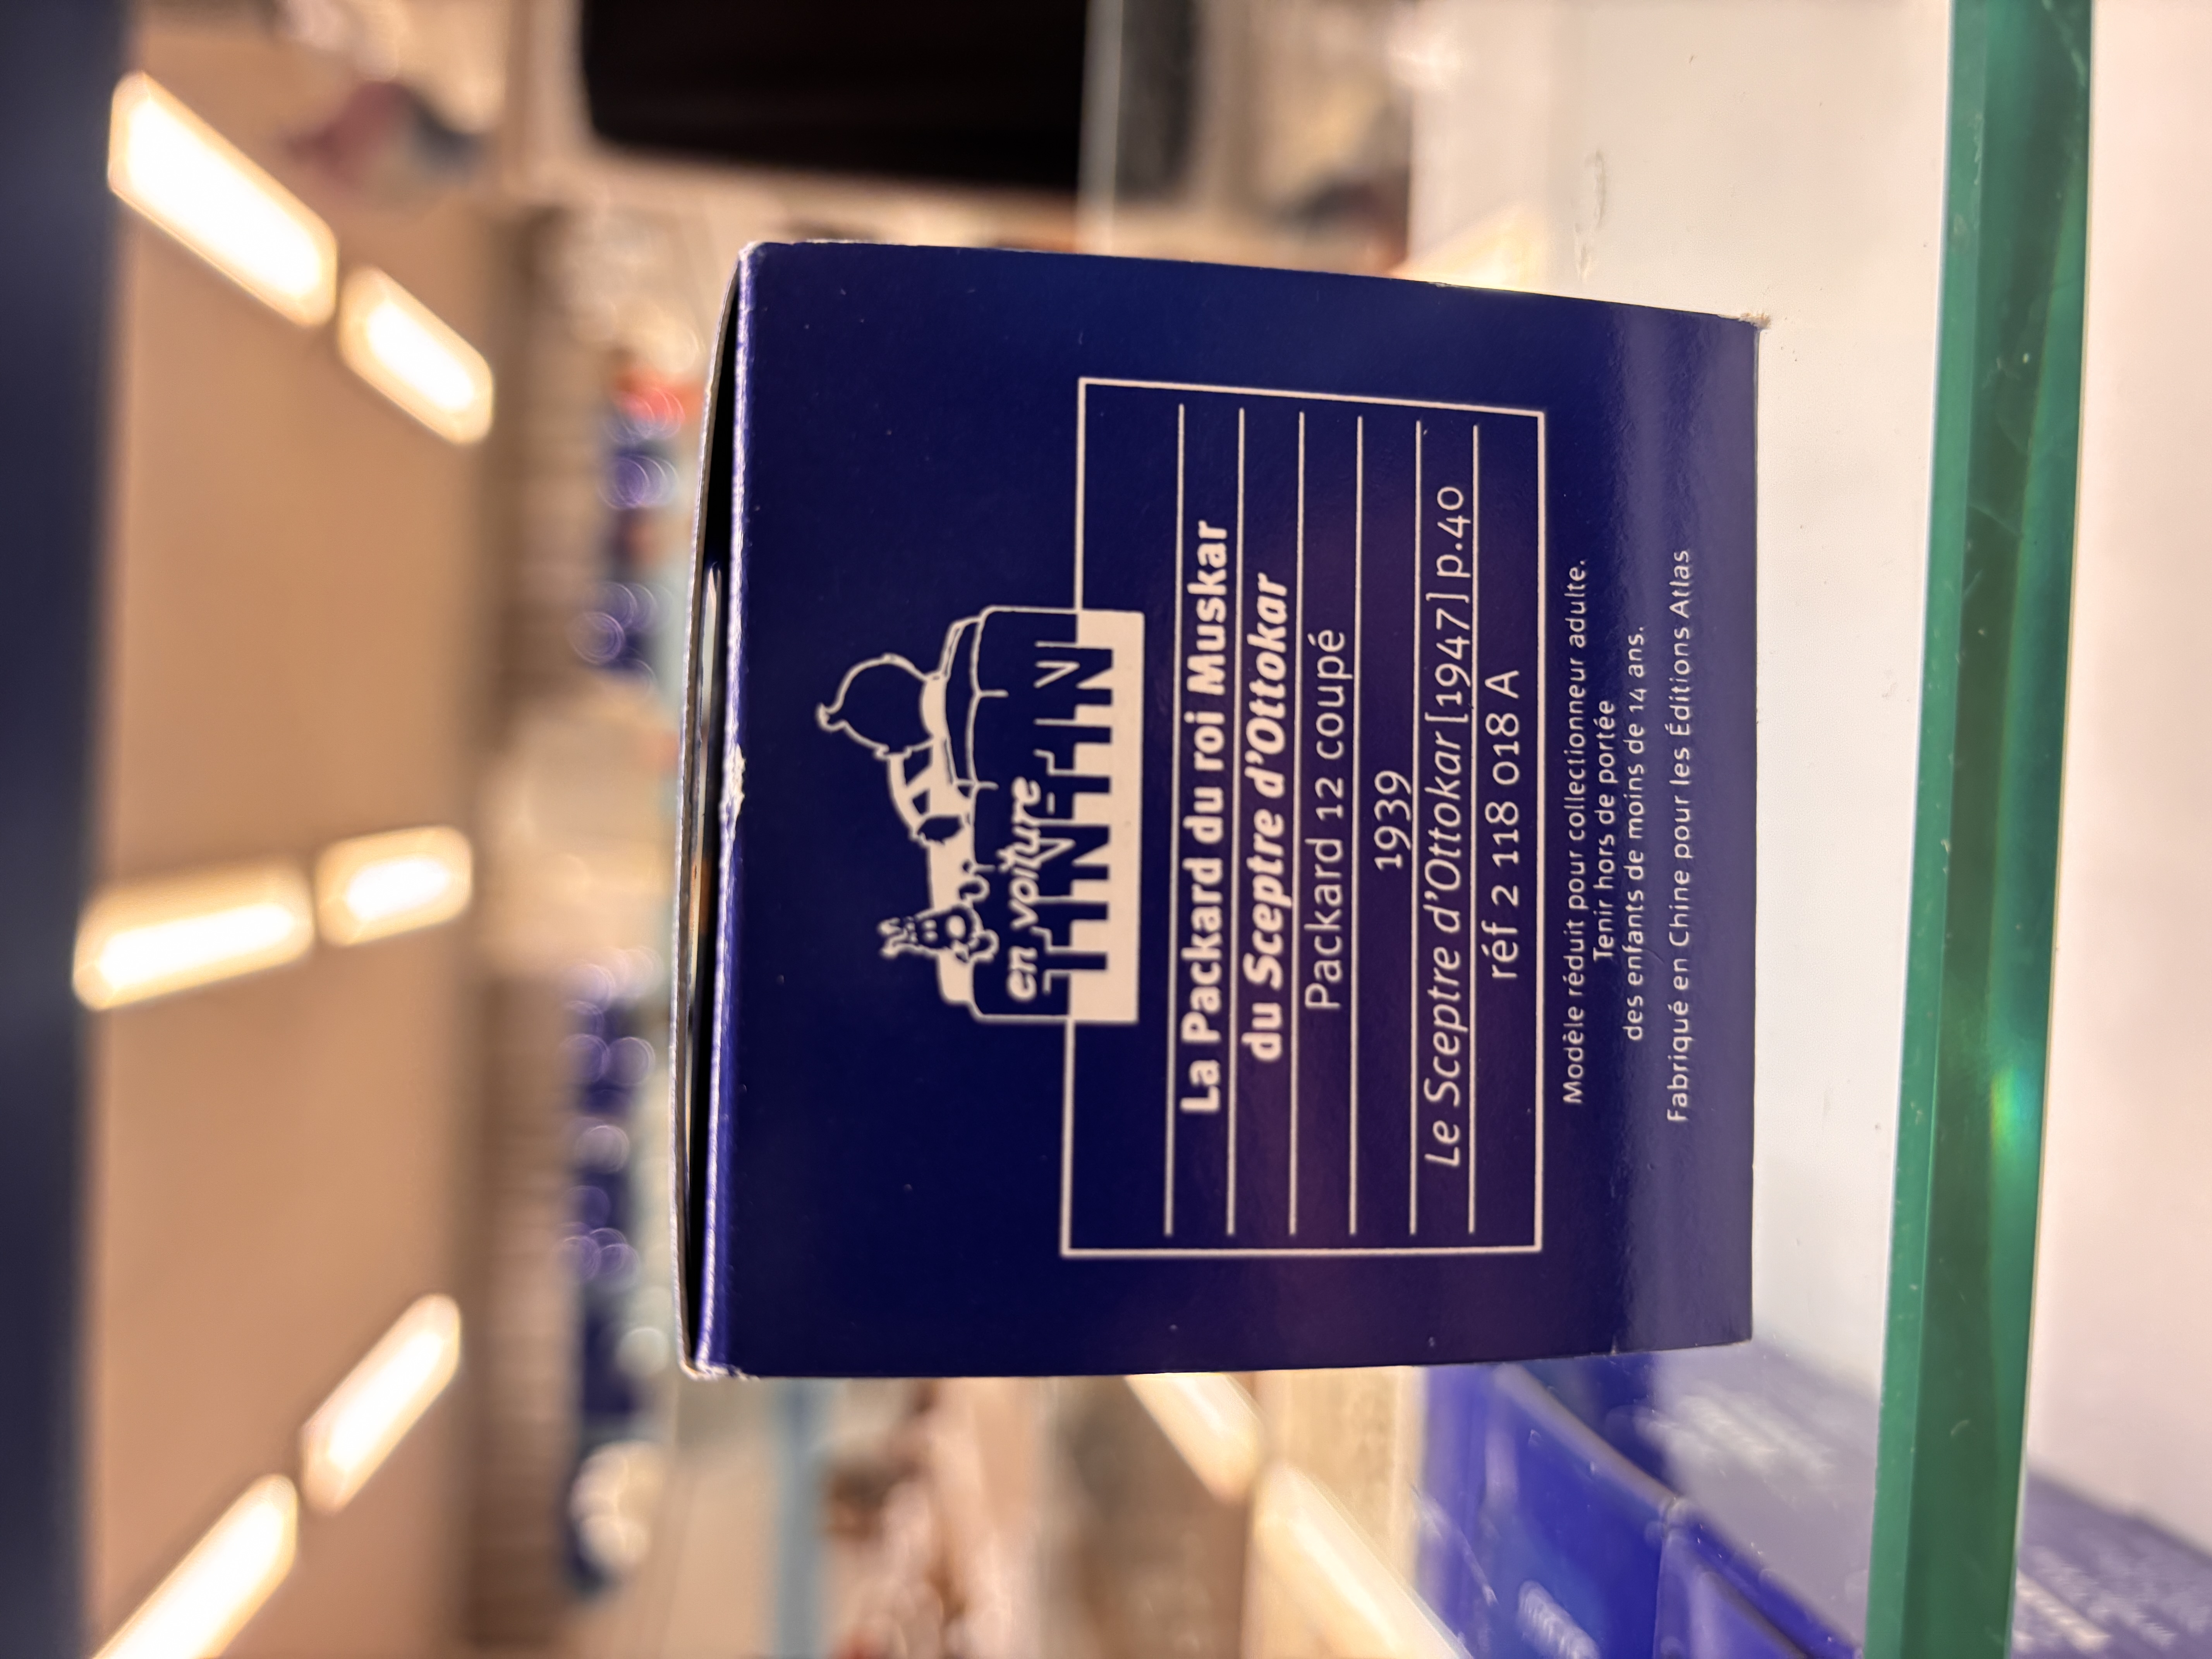 en voiture
TINTIN
La Packard du roi Muskar
du Sceptre d'Ottokar
Packard 12 coupé
1939
Le Sceptre d'Ottokar [1947] p.40
réf 2 118 018 A
Modèle réduit pour collectionneur adulte.
Tenir hors de portée
des enfants de moins de 14 ans.
Fabriqué en Chine pour les Éditions Atlas